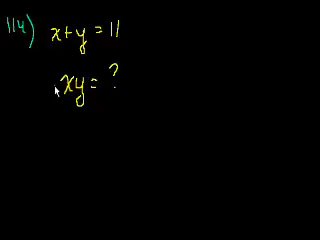 114) x+y = 11
xy = ?